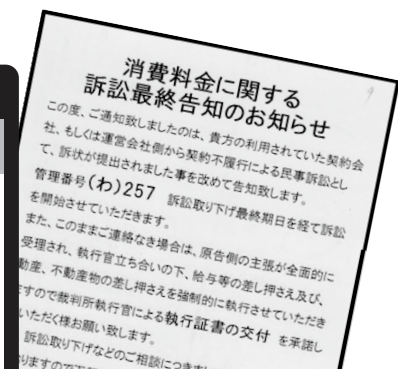 消費料金に関する
訴訟最終告知のお知らせ
この度、ご通知致しましたのは、貴方の利用されていた契約会
社、もしくは運営会社側から契約不履行による民事訴訟とし
て、訴状が提出されました事を改めて告知致します。
管理番号(わ)257 訴訟取り下げ最終期日を経て訴訟
を開始させていただきます。
また、このままご連絡なき場合は、原告側の主張が全面的に
受理され、執行官立ち合いの下、給与等の差し押さえ及び、
動産、不動産物の差し押さえを強制的に執行させていただき
ますので裁判所執行官による執行証書の交付 を承諾し
いただく様お願い致します。
訴訟取り下げなどのご相談につきまし